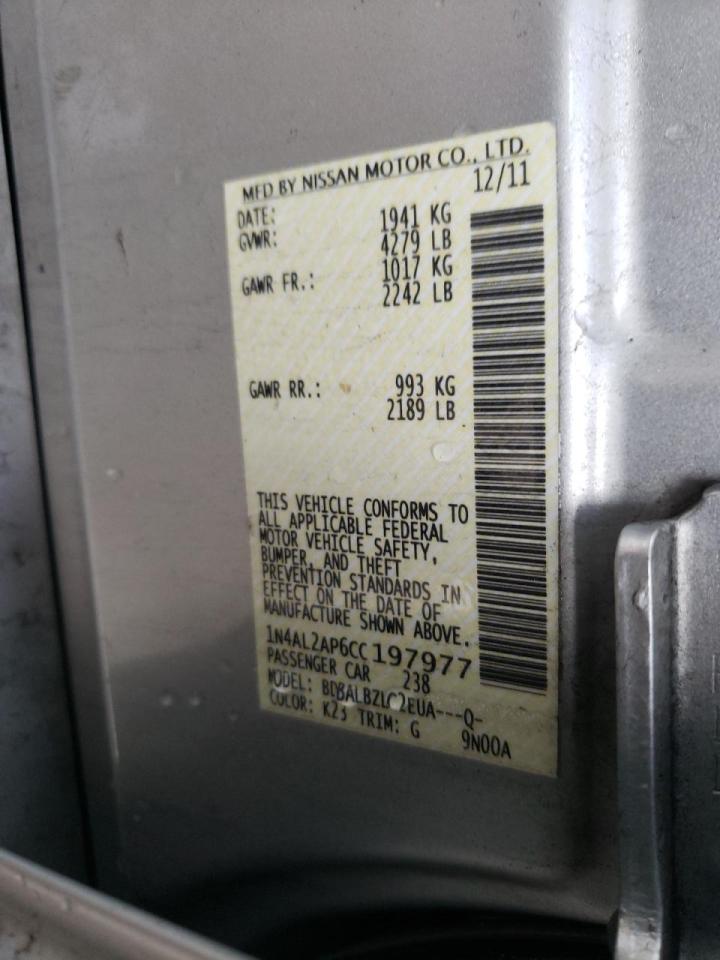 MFD BY NISSAN MOTOR CO., LTD.
DATE: 12/11
GVWR: 1941 KG
4279 LB
GAWR FR.: 1017 KG
2242 LB
GAWR RR.: 993 KG
2189 LB
THIS VEHICLE CONFORMS TO
ALL APPLICABLE FEDERAL
MOTOR VEHICLE SAFETY,
BUMPER, AND THEFT
PREVENTION STANDARDS IN
EFFECT ON THE DATE OF
MANUFACTURE SHOWN ABOVE.
1N4AL2AP6CC197977
PASSENGER CAR 238
MODEL: BDBALBZLC2EUA---Q-
COLOR: K23 TRIM: G 9N00A